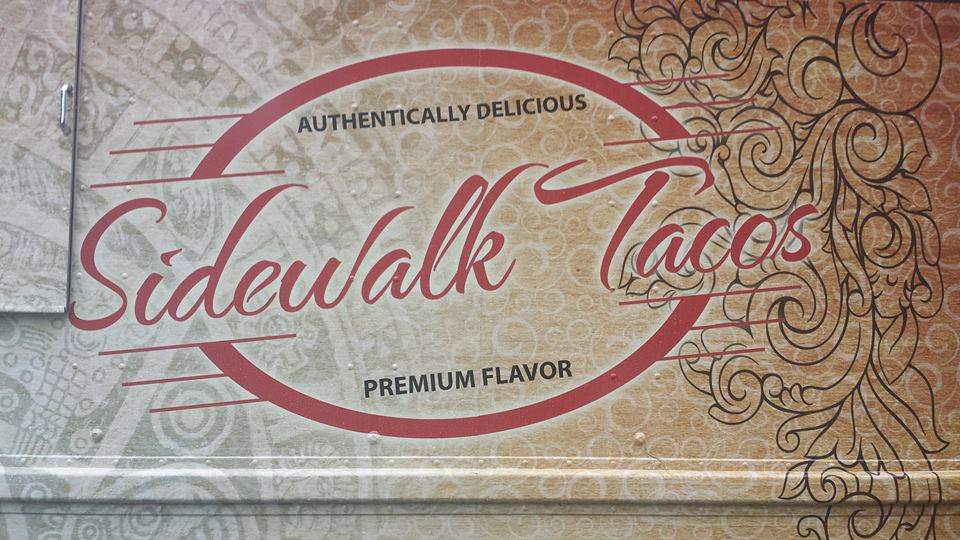 AUTHENTICALLY DELICIOUS
Sidewalk Tacos
PREMIUM FLAVOR